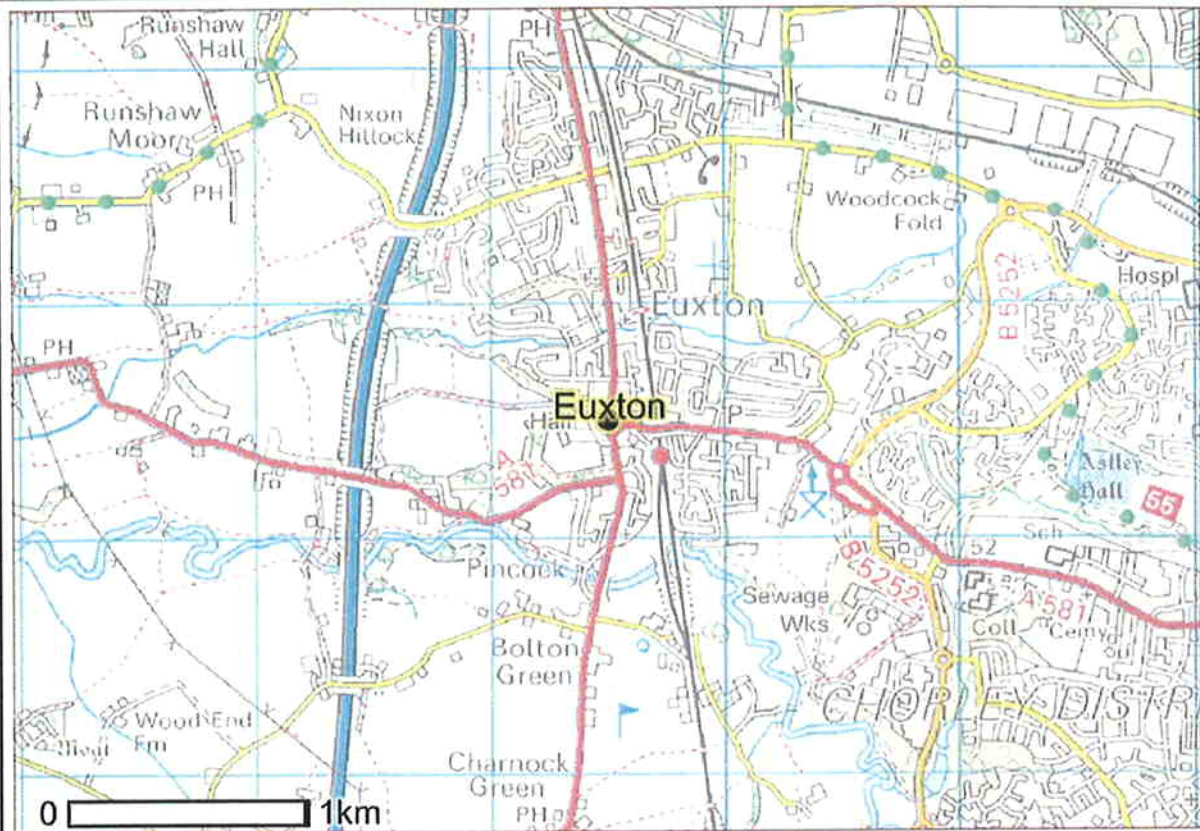 PH
Runshaw
Hall
Runshaw
Moor
Nixon
Hillock
PH
P
Woodcock
Fold
B 5252
Hospl
Euxton
PH
Euxton
Hall
P
A
581
Astley
Hall
55
Pincock
52
Sch
B 5252
Sewage
Wks
A 581
Coll
Cemy
Bolton
Green
CHORLEY DISTR
Wood End
Fm
Moat
Charnock
Green
PH
0
1km